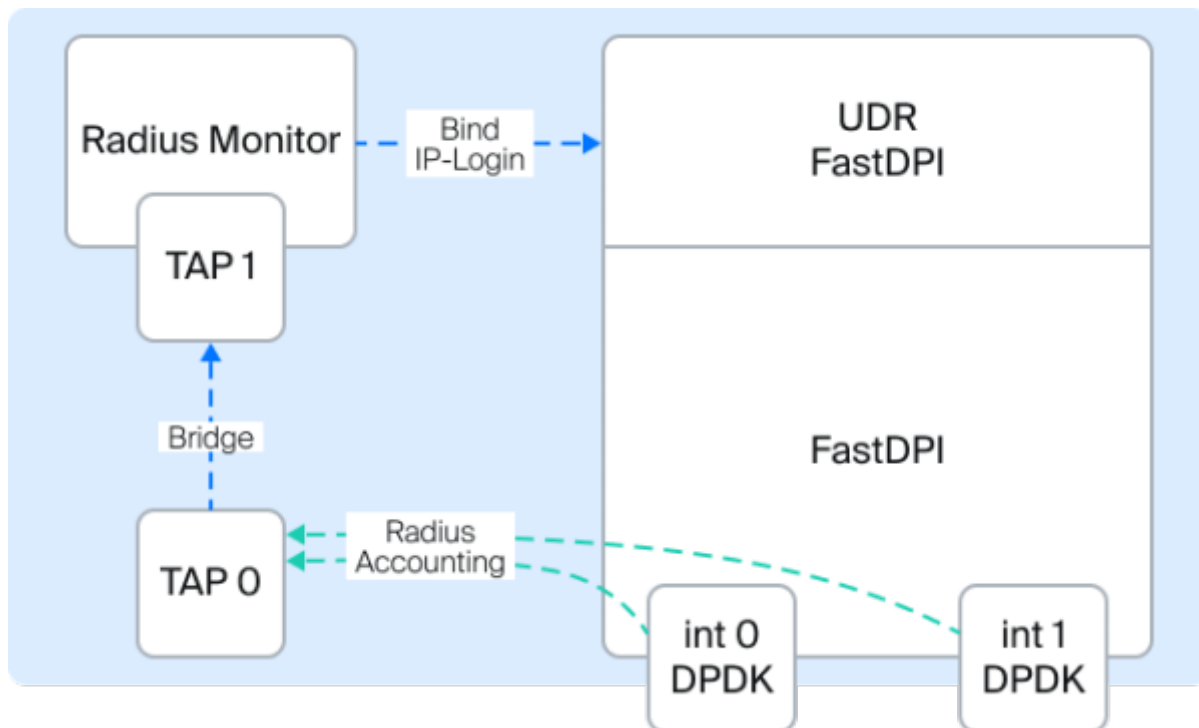 Radius Monitor
Bind
IP-Login
UDR
FastDPI
TAP 1
Bridge
FastDPI
Radius
Accounting
TAP 0
int 0
DPDK
int 1
DPDK